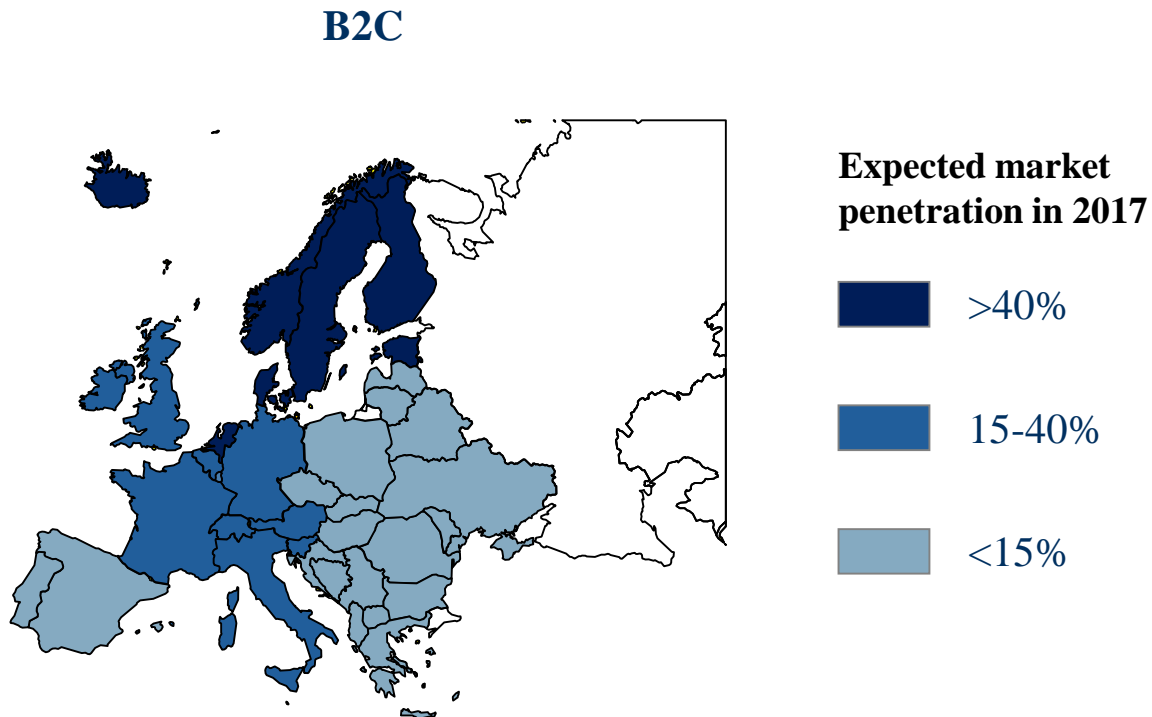 B2C
Expected market
penetration in 2017
>40%
15-40%
<15%